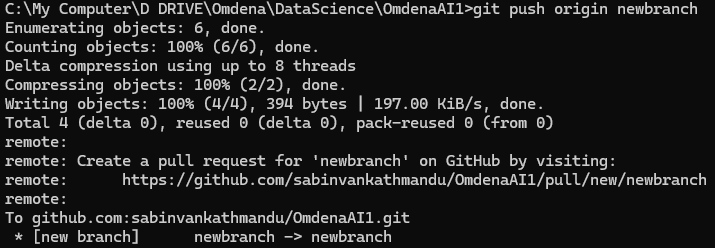 C:\My Computer\D DRIVE\Omdena\DataScience\OmdenaAI1>git push origin newbranch
Enumerating objects: 6, done.
Counting objects: 100% (6/6), done.
Delta compression using up to 8 threads
Compressing objects: 100% (2/2), done.
Writing objects: 100% (4/4), 394 bytes | 197.00 KiB/s, done.
Total 4 (delta 0), reused 0 (delta 0), pack-reused 0 (from 0)
remote:
remote: Create a pull request for 'newbranch' on GitHub by visiting:
remote:      https://github.com/sabinvankathmandu/OmdenaAI1/pull/new/newbranch
remote:
To github.com:sabinvankathmandu/OmdenaAI1.git
 * [new branch]      newbranch -> newbranch